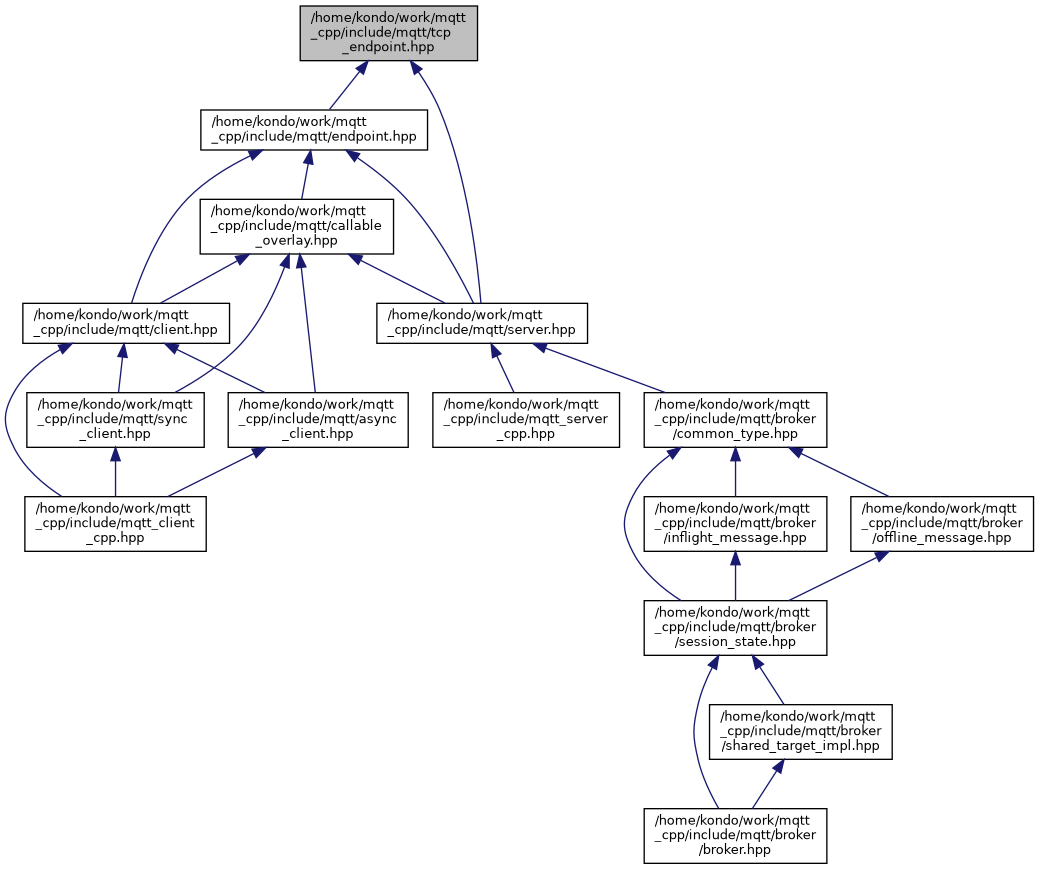 /home/kondo/work/mqtt
_cpp/include/mqtt/tcp
_endpoint.hpp
/home/kondo/work/mqtt
_cpp/include/mqtt/endpoint.hpp
/home/kondo/work/mqtt
_cpp/include/mqtt/callable
_overlay.hpp
/home/kondo/work/mqtt
_cpp/include/mqtt/client.hpp
/home/kondo/work/mqtt
_cpp/include/mqtt/server.hpp
/home/kondo/work/mqtt
_cpp/include/mqtt/sync
_client.hpp
/home/kondo/work/mqtt
_cpp/include/mqtt/async
_client.hpp
/home/kondo/work/mqtt
_cpp/include/mqtt_server
_cpp.hpp
/home/kondo/work/mqtt
_cpp/include/mqtt/broker
/common_type.hpp
/home/kondo/work/mqtt
_cpp/include/mqtt_client
_cpp.hpp
/home/kondo/work/mqtt
_cpp/include/mqtt/broker
/inflight_message.hpp
/home/kondo/work/mqtt
_cpp/include/mqtt/broker
/offline_message.hpp
/home/kondo/work/mqtt
_cpp/include/mqtt/broker
/session_state.hpp
/home/kondo/work/mqtt
_cpp/include/mqtt/broker
/shared_target_impl.hpp
/home/kondo/work/mqtt
_cpp/include/mqtt/broker
/broker.hpp